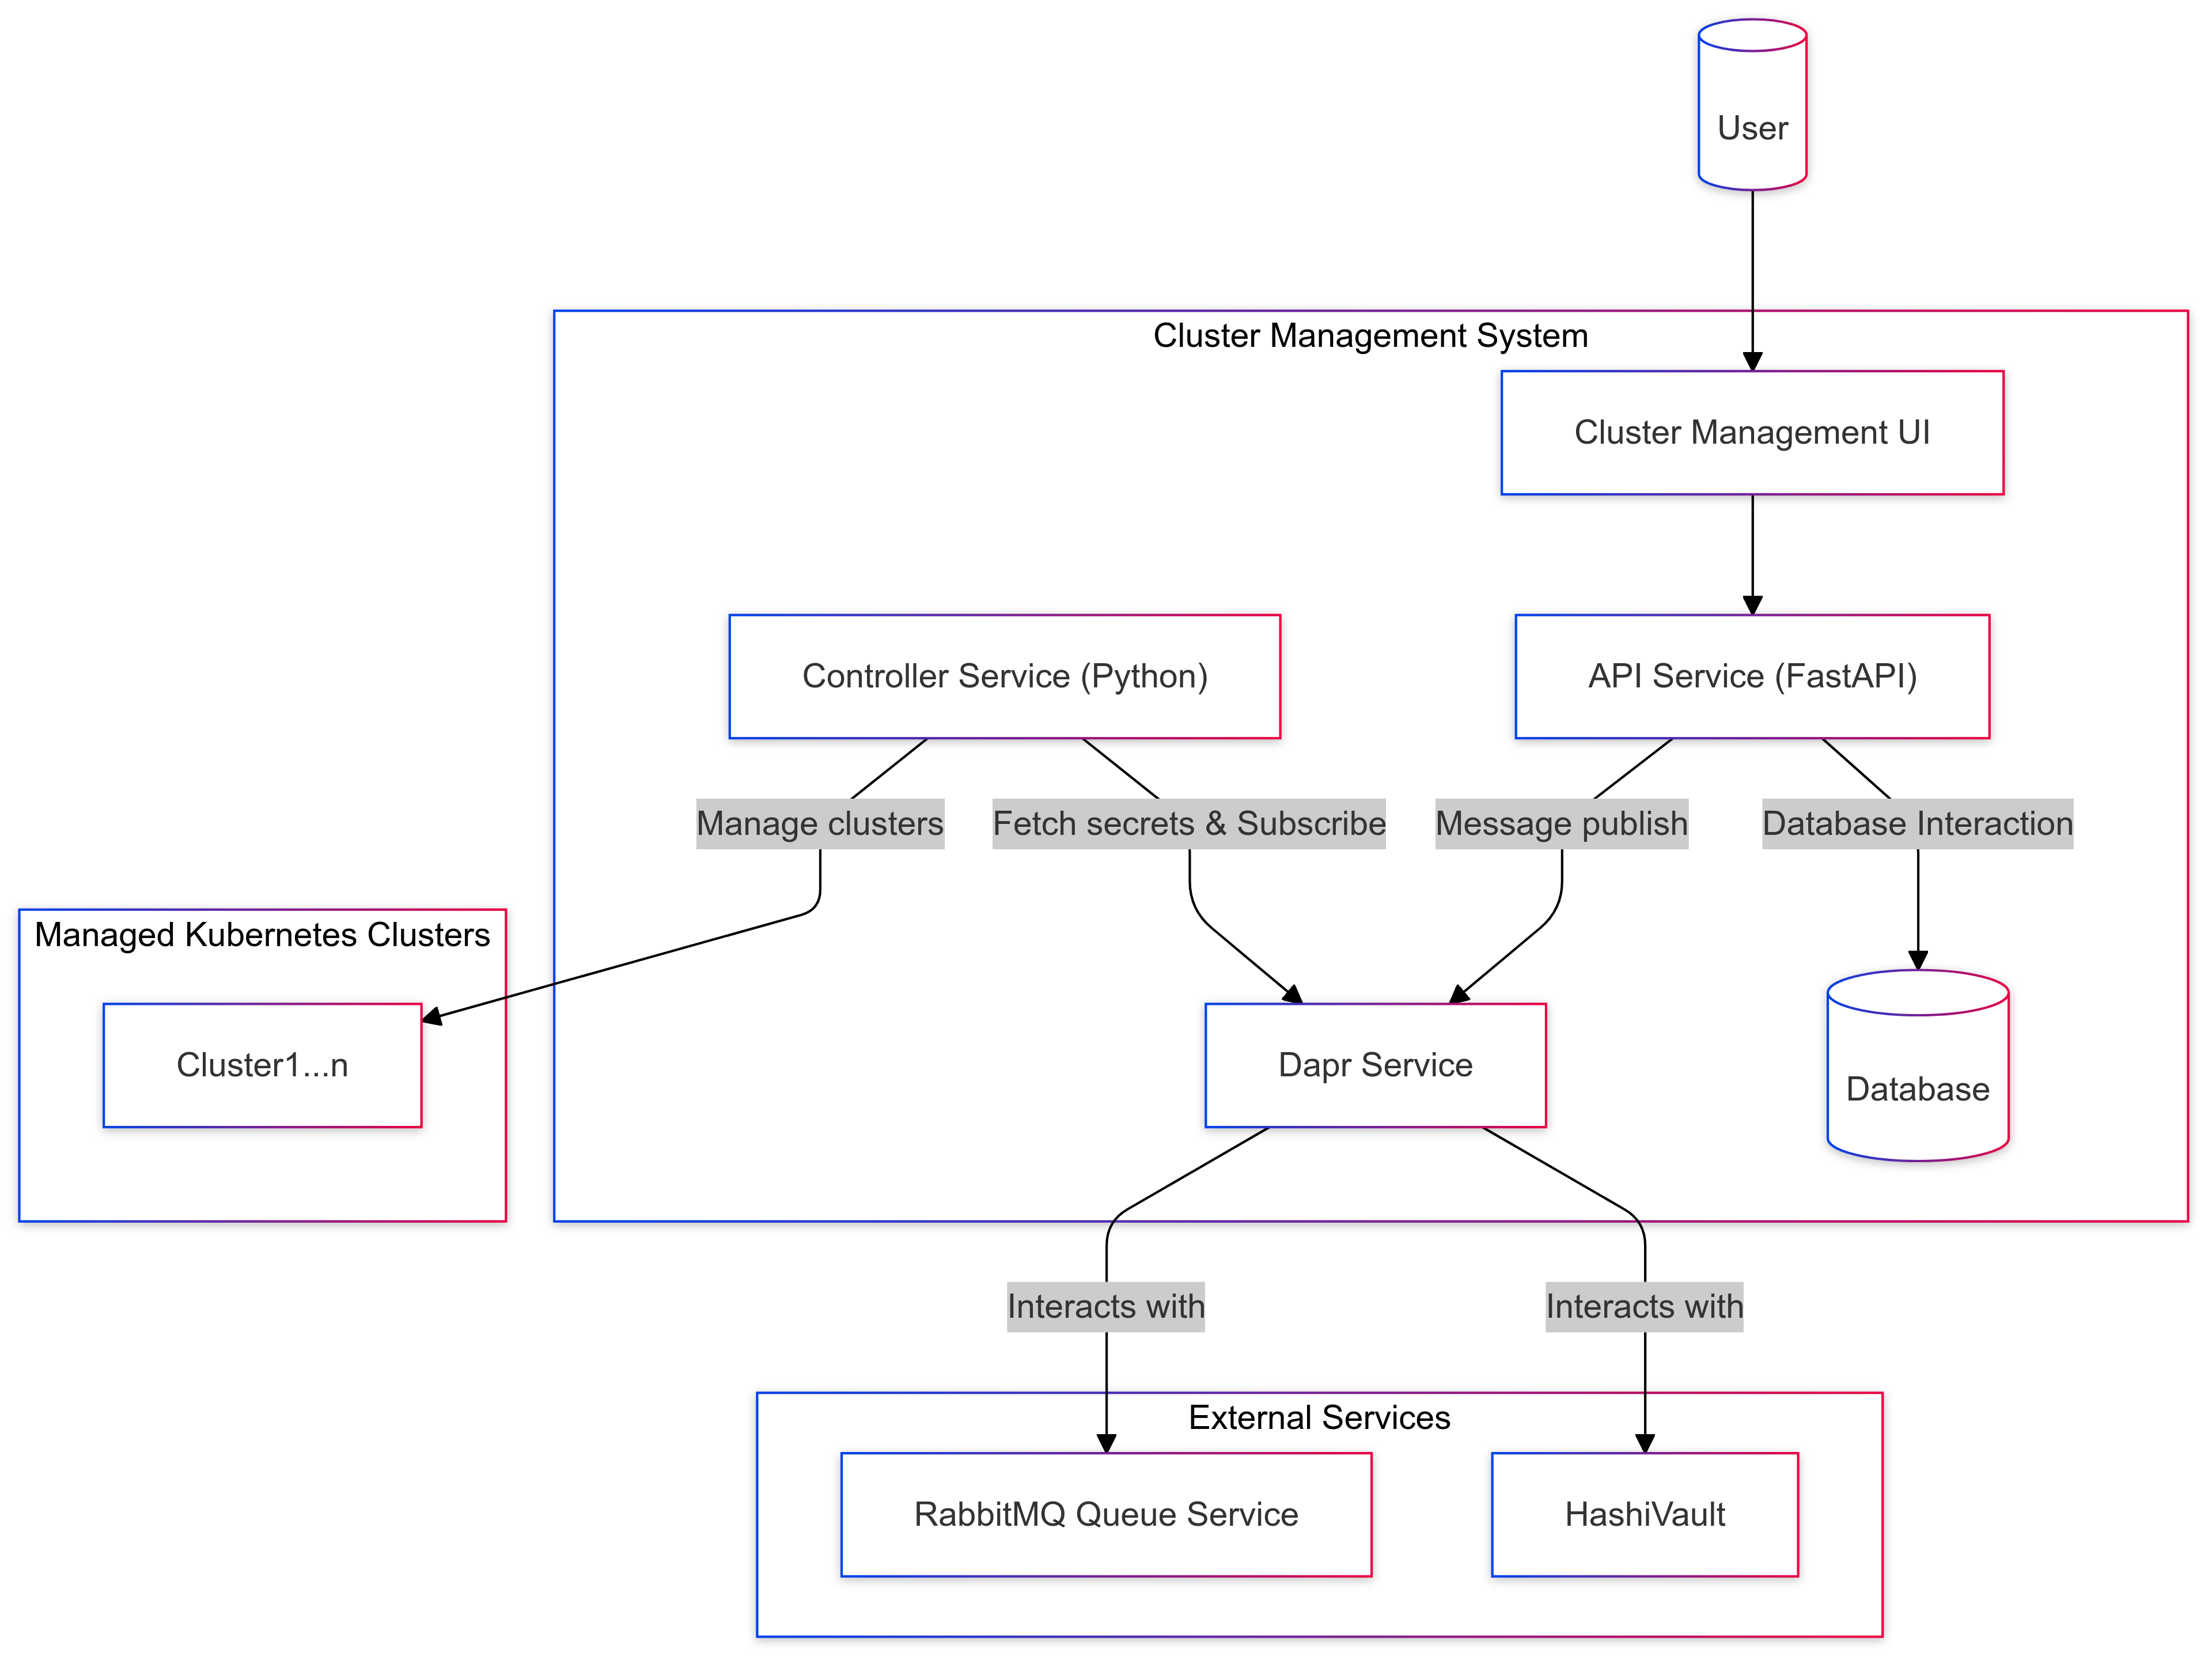 User
Cluster Management System
Cluster Management UI
Controller Service (Python)
API Service (FastAPI)
Manage clusters
Fetch secrets & Subscribe
Message publish
Database Interaction
Managed Kubernetes Clusters
Cluster1...n
Dapr Service
Database
Interacts with
Interacts with
External Services
RabbitMQ Queue Service
HashiVault